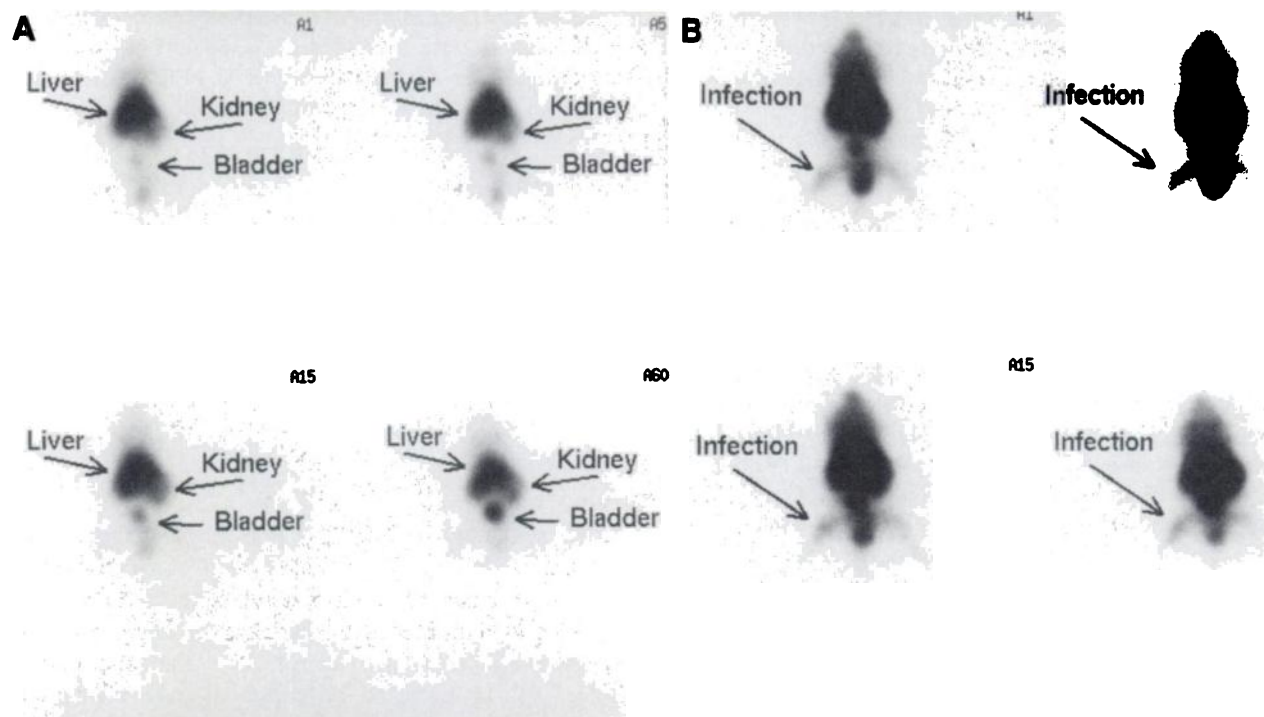 A
A1
A5
Liver
Kidney
Bladder
Liver
Kidney
Bladder
B
A1
Infection
Infection
A15
A60
Liver
Kidney
Bladder
Liver
Kidney
Bladder
A15
Infection
Infection